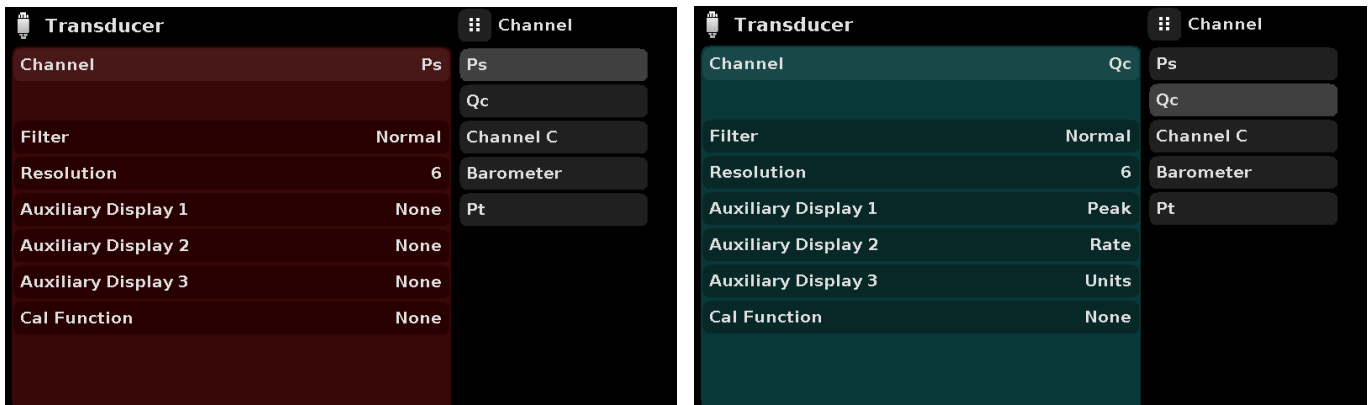 Transducer
Channel
Channel Ps
Ps
Qc
Filter Normal
Channel C
Resolution 6
Barometer
Auxiliary Display 1 None
Pt
Auxiliary Display 2 None
Auxiliary Display 3 None
Cal Function None
Transducer
Channel
Channel Qc
Ps
Qc
Filter Normal
Channel C
Resolution 6
Barometer
Auxiliary Display 1 Peak
Pt
Auxiliary Display 2 Rate
Auxiliary Display 3 Units
Cal Function None